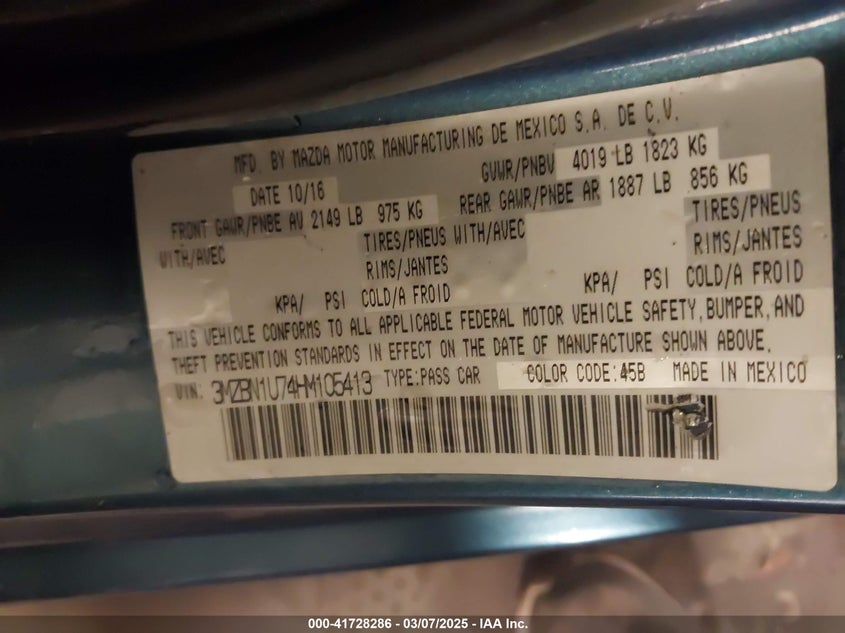 MFD. BY MAZDA MOTOR MANUFACTURING DE MEXICO S.A. DE C.V.
DATE 10/16 GVWR/PNBV 4019 LB 1823 KG
FRONT GAWR/PNBE AV 2149 LB 975 KG REAR GAWR/PNBE AR 1887 LB 856 KG
WITH/AVEC TIRES/PNEUS WITH/AVEC TIRES/PNEUS
RIMS/JANTES RIMS/JANTES
KPA/ PSI COLD/A FROID KPA/ PSI COLD/A FROID
THIS VEHICLE CONFORMS TO ALL APPLICABLE FEDERAL MOTOR VEHICLE SAFETY, BUMPER, AND
THEFT PREVENTION STANDARDS IN EFFECT ON THE DATE OF MANUFACTURE SHOWN ABOVE.
VIN: 3MZBN1U74HM105413 TYPE:PASS CAR COLOR CODE:45B MADE IN MEXICO
000-41728286 - 03/07/2025 - IAA Inc.